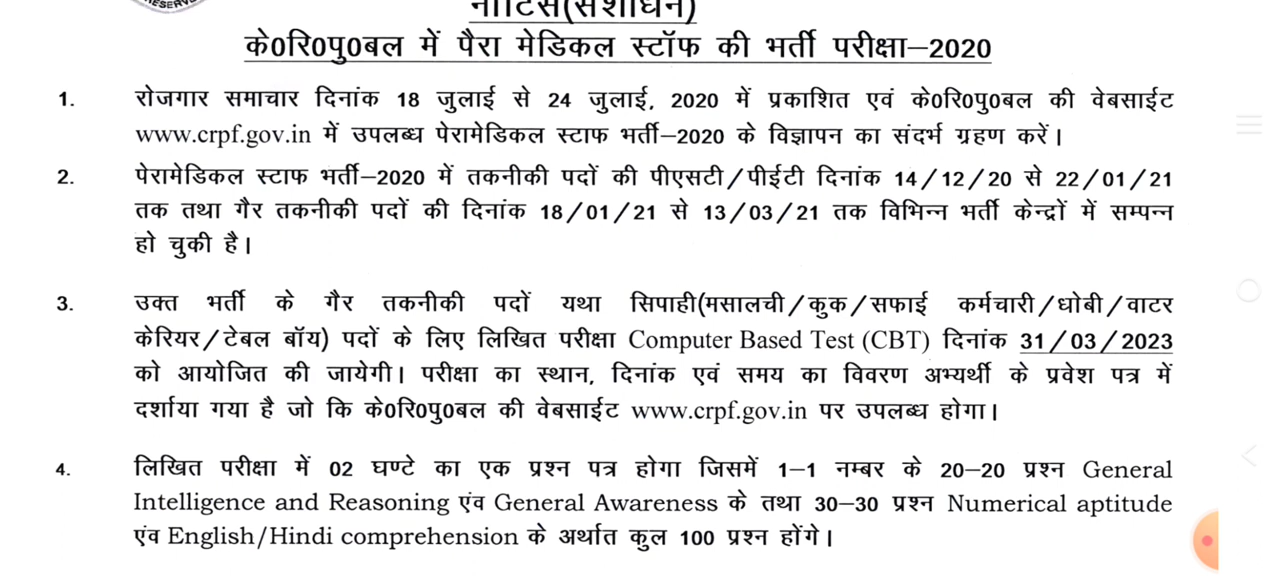 RESERVE
नोटिस(संशोधन)
के0रि0पु0बल में पैरा मेडिकल स्टॉफ की भर्ती परीक्षा–2020
1. रोजगार समाचार दिनांक 18 जुलाई से 24 जुलाई, 2020 में प्रकाशित एवं के0रि0पु0बल की वेबसाईट
www.crpf.gov.in में उपलब्ध पेरामेडिकल स्टाफ भर्ती–2020 के विज्ञापन का संदर्भ ग्रहण करें।
2. पेरामेडिकल स्टाफ भर्ती–2020 में तकनीकी पदों की पीएसटी/पीईटी दिनांक 14/12/20 से 22/01/21
तक तथा गैर तकनीकी पदों की दिनांक 18/01/21 से 13/03/21 तक विभिन्न भर्ती केन्द्रों में सम्पन्न
हो चुकी है।
3. उक्त भर्ती के गैर तकनीकी पदों यथा सिपाही(मसालची/कुक/सफाई कर्मचारी/धोबी/वाटर
केरियर/टेबल बॉय) पदों के लिए लिखित परीक्षा Computer Based Test (CBT) दिनांक 31/03/2023
को आयोजित की जायेगी। परीक्षा का स्थान, दिनांक एवं समय का विवरण अभ्यर्थी के प्रवेश पत्र में
दर्शाया गया है जो कि के0रि0पु0बल की वेबसाईट www.crpf.gov.in पर उपलब्ध होगा।
4. लिखित परीक्षा में 02 घण्टे का एक प्रश्न पत्र होगा जिसमें 1–1 नम्बर के 20–20 प्रश्न General
Intelligence and Reasoning एंव General Awareness के तथा 30–30 प्रश्न Numerical aptitude
एंव English/Hindi comprehension के अर्थात कुल 100 प्रश्न होंगे।